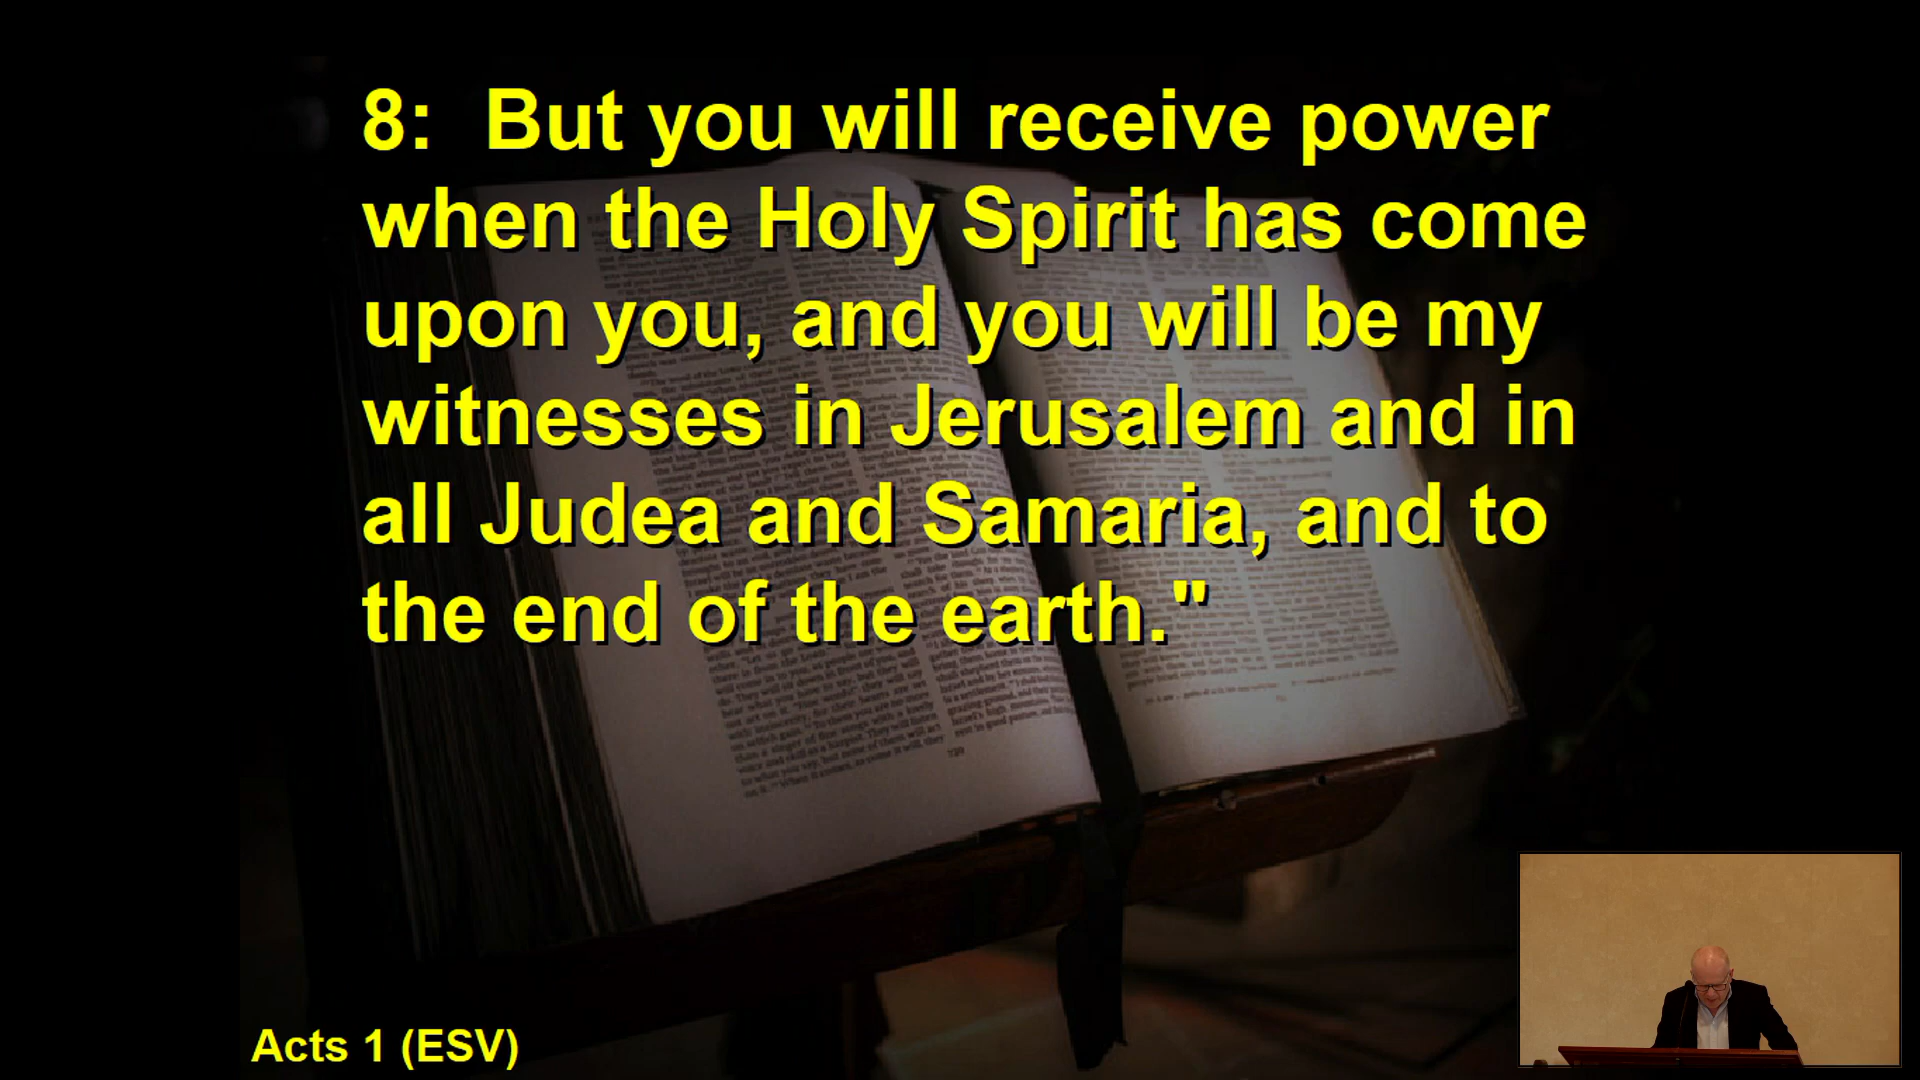 8:  But you will receive power
when the Holy Spirit has come
upon you, and you will be my
witnesses in Jerusalem and in
all Judea and Samaria, and to
the end of the earth."
Acts 1 (ESV)